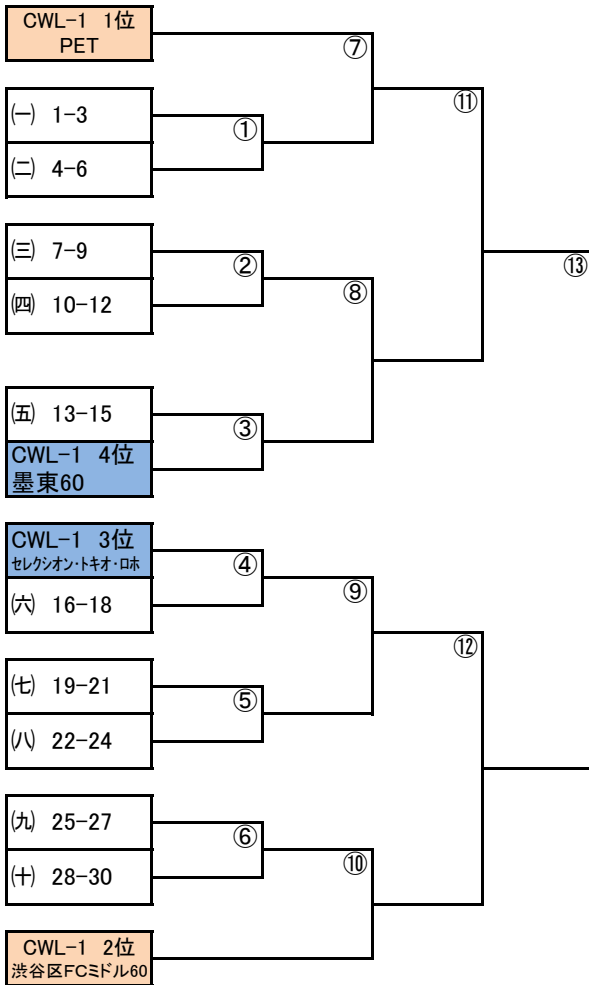 CWL-1 1位
PET
⑦
⑪
㈠ 1-3
①
㈡ 4-6
㈢ 7-9
②
⑬
㈣ 10-12
⑧
㈤ 13-15
③
CWL-1 4位
墨東60
CWL-1 3位
セレクシオン・トキオ・ロホ
④
㈥ 16-18
⑨
⑫
㈦ 19-21
⑤
㈧ 22-24
㈨ 25-27
⑥
㈩ 28-30
⑩
CWL-1 2位
渋谷区FCミドル60